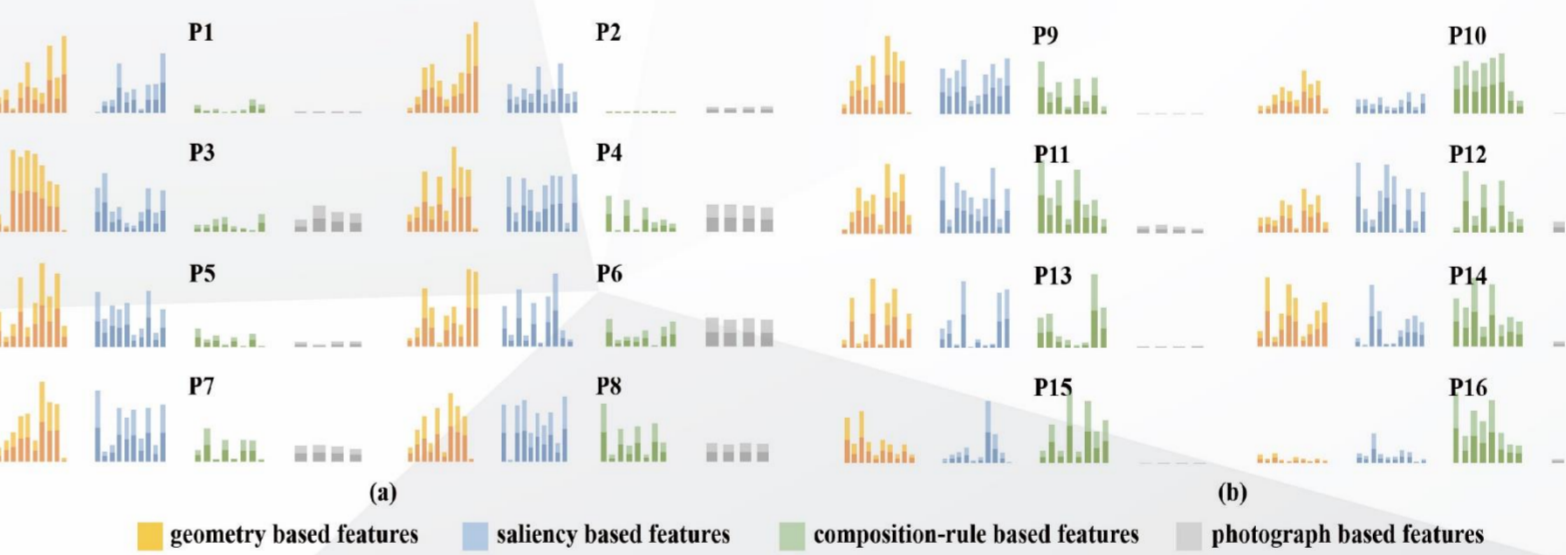 P1 P2 P9 P10
P3 P4 P11 P12
P5 P6 P13 P14
P7 P8 P15 P16
(a) (b)
geometry based features saliency based features composition-rule based features photograph based features